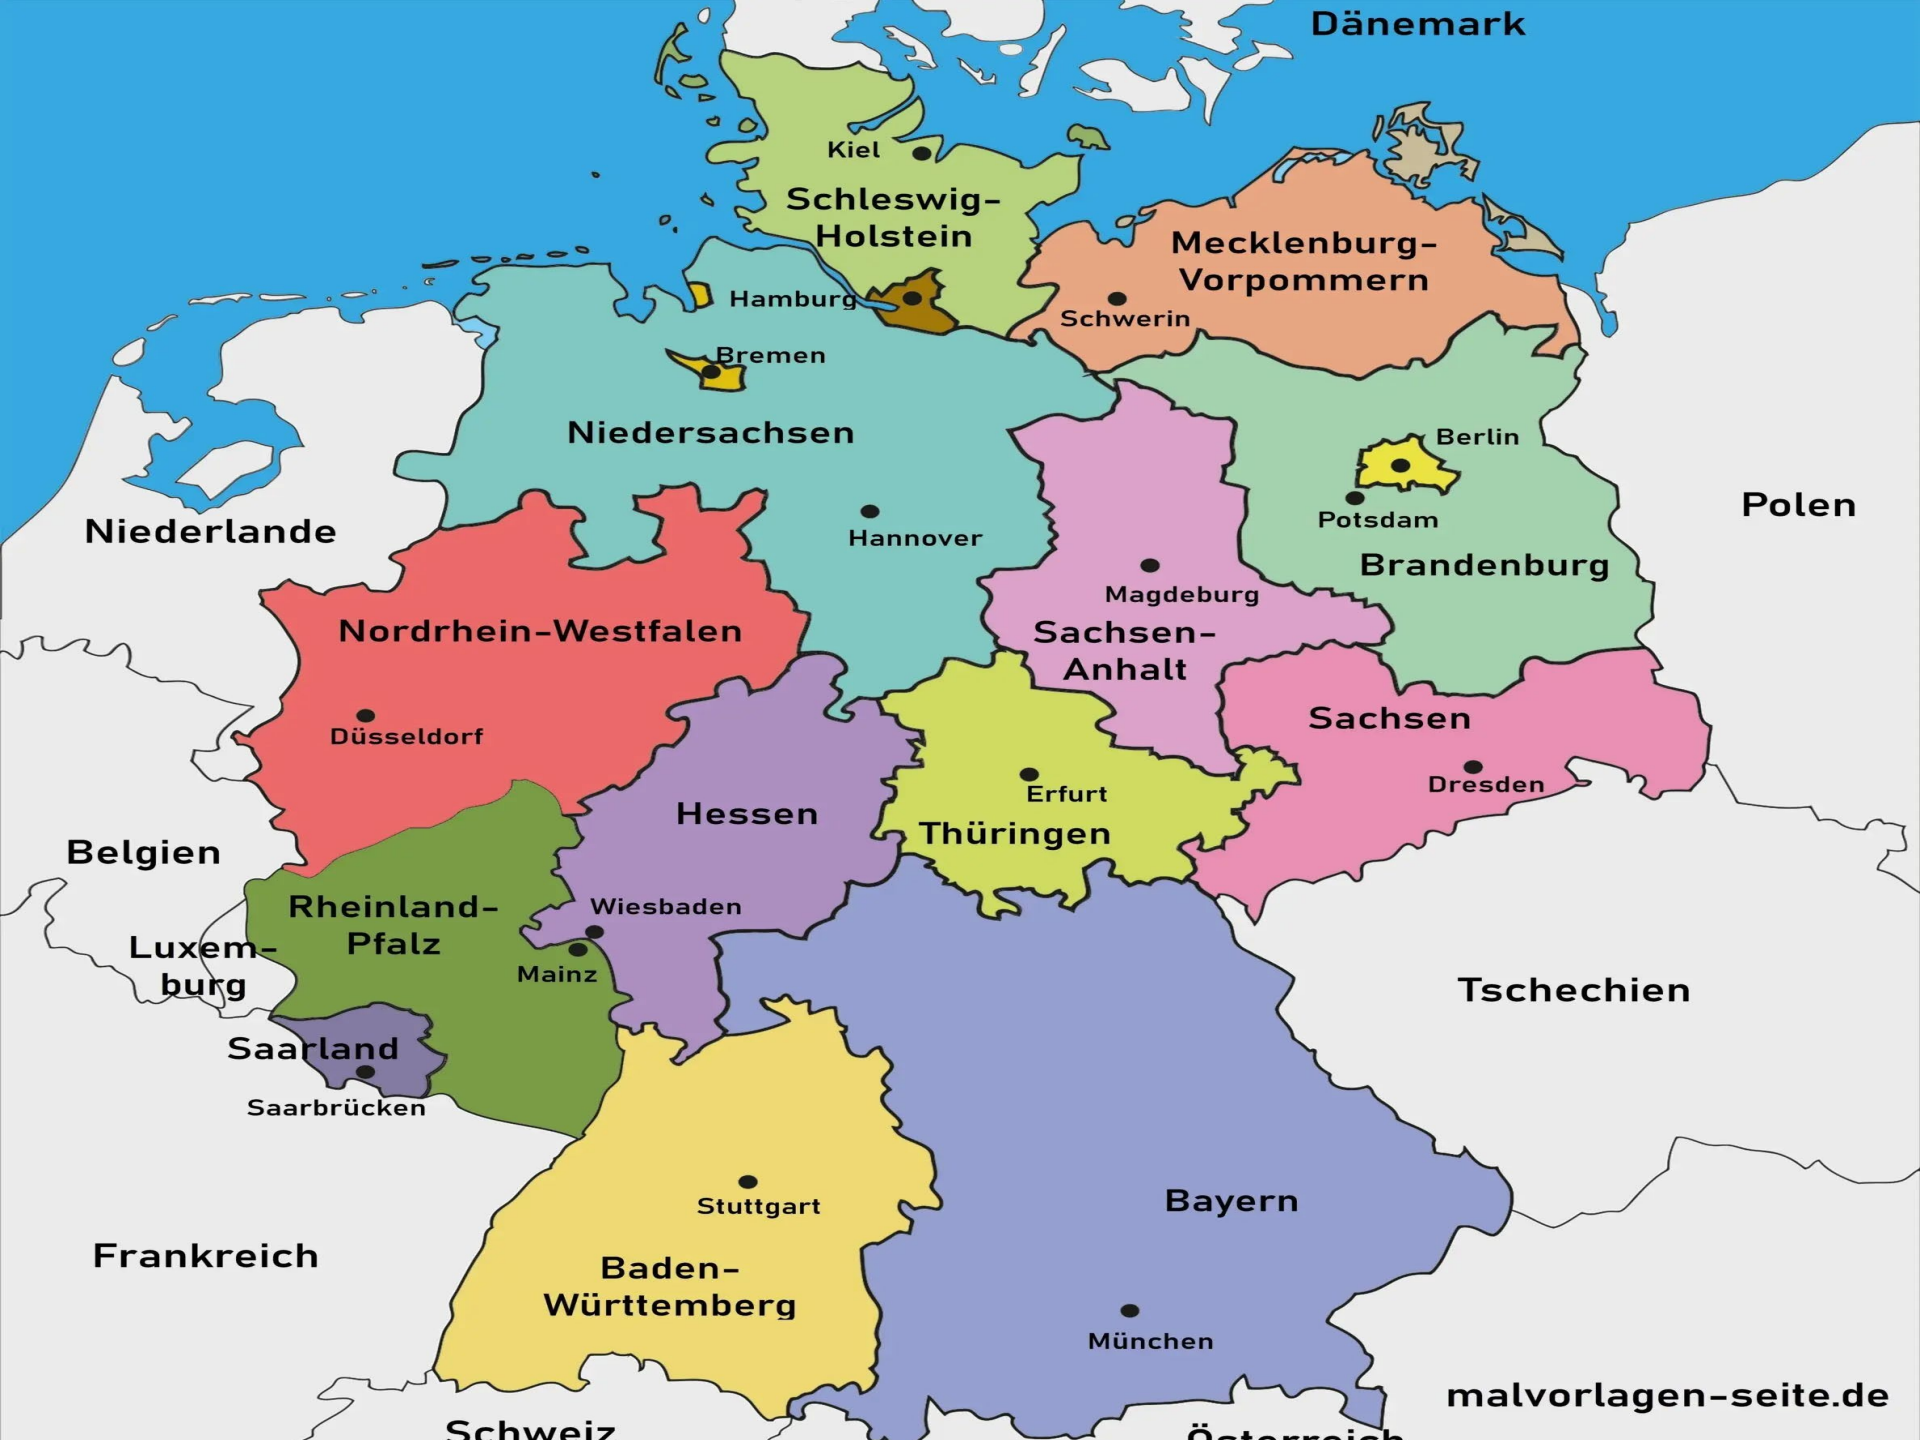 Dänemark
Kiel
Schleswig-
Holstein
Mecklenburg-
Vorpommern
Hamburg
Schwerin
Bremen
Niedersachsen
Berlin
Potsdam
Brandenburg
Polen
Niederlande
Hannover
Magdeburg
Sachsen-
Anhalt
Nordrhein-Westfalen
Düsseldorf
Sachsen
Dresden
Hessen
Erfurt
Thüringen
Belgien
Rheinland-
Pfalz
Wiesbaden
Mainz
Luxem-
burg
Tschechien
Saarland
Saarbrücken
Stuttgart
Bayern
Frankreich
Baden-
Württemberg
München
malvorlagen-seite.de
Schweiz
Österreich